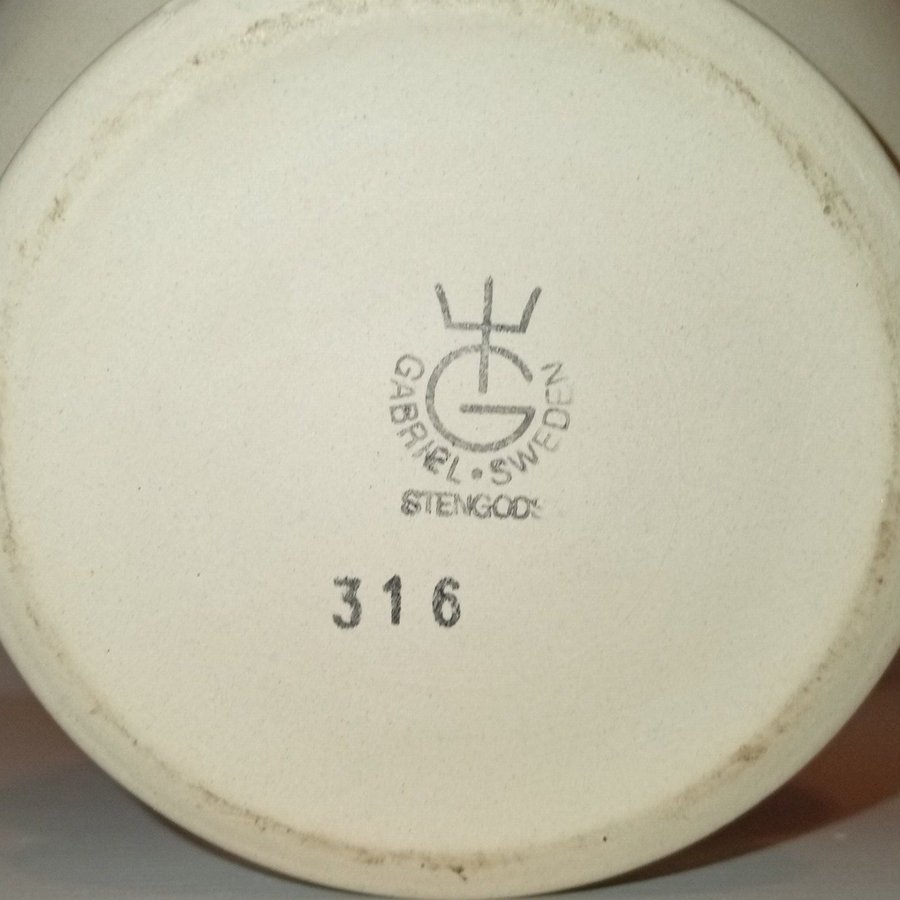 G
GABRIEL • SWEDEN
STENGODS
316